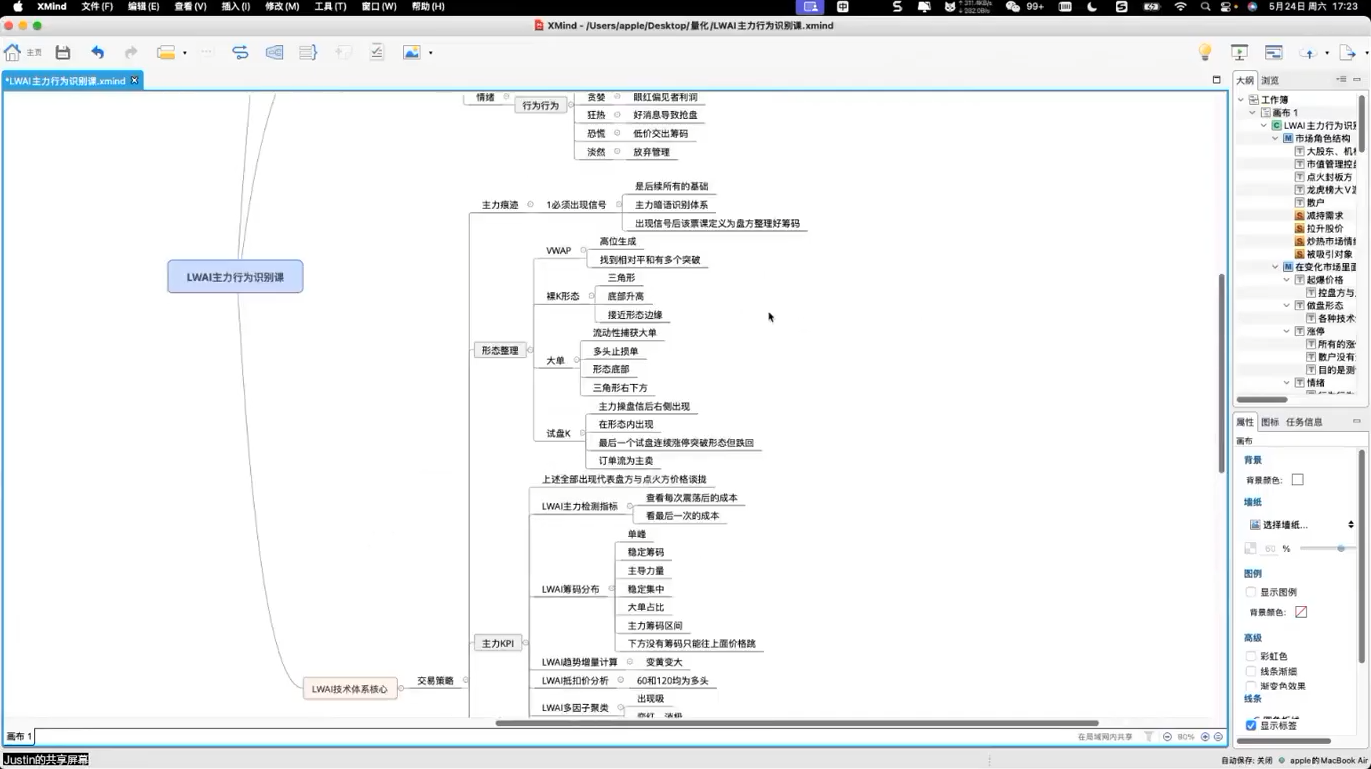 XMind 文件 (F) 编辑 (E) 查看 (V) 插入 (I) 修改 (M) 工具 (T) 窗口 (W) 帮助 (H) 99+ 5月24日 周六 17:23
XMind - /Users/apple/Desktop/量化/LWAI主力行为识别课.xmind
主页
*LWAI主力行为识别课.xmind
情绪
行为行为
贪婪 眼红偏见者利润
狂热 好消息导致抢盘
恐慌 低价交出筹码
淡然 放弃管理
LWAI主力行为识别课
主力痕迹 1必须出现信号
是后续所有的基础
主力暗语识别体系
出现信号后该票课定义为盘方整理好筹码
形态整理
VWAP
高位生成
找到相对平和有多个突破
裸K形态
三角形
底部升高
接近形态边缘
大单
流动性捕获大单
多头止损单
形态底部
三角形右下方
试盘K
主力操盘信后右侧出现
在形态内出现
最后一个试盘连续涨停突破形态但跌回
订单流为主卖
主力KPI
上述全部出现代表盘方与点火方价格谈拢
LWAI主力检测指标
查看每次震荡后的成本
看最后一次的成本
LWAI筹码分布
单峰
稳定筹码
主导力量
稳定集中
大单占比
主力筹码区间
下方没有筹码只能往上面价格跳
LWAI趋势增量计算 变黄变大
LWAI抵扣价分析 60和120均为多头
LWAI多因子聚类
出现吸
LWAI技术体系核心
交易策略
大纲 浏览
工作簿
画布 1
LWAI主力行为识别
市场角色结构
大股东、机构
市值管理控盘
点火封板方
龙虎榜大V游
散户
减持需求
拉升股价
炒热市场情绪
被吸引对象
在变化市场里面
起爆价格
控盘方与
做盘形态
各种技术
涨停
所有的涨
散户没有
目的是测
情绪
属性 图标 任务信息
画布
背景
背景颜色:
墙纸
选择墙纸...
60 %
图例
显示图例
背景颜色:
高级
彩虹色
线条渐细
渐变色效果
线条
显示标签
画布 1
在局域网内共享 80%
Justin的共享屏幕
自动保存: 关闭 apple的MacBook Air